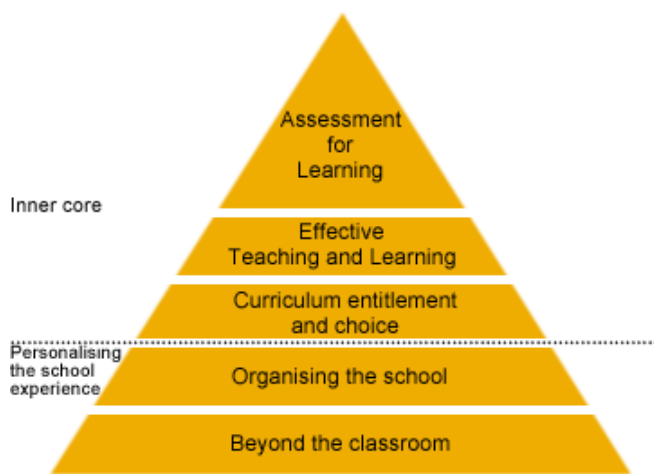 Assessment
for
Learning
Inner core
Effective
Teaching and Learning
Curriculum entitlement
and choice
Personalising
the school
experience
Organising the school
Beyond the classroom